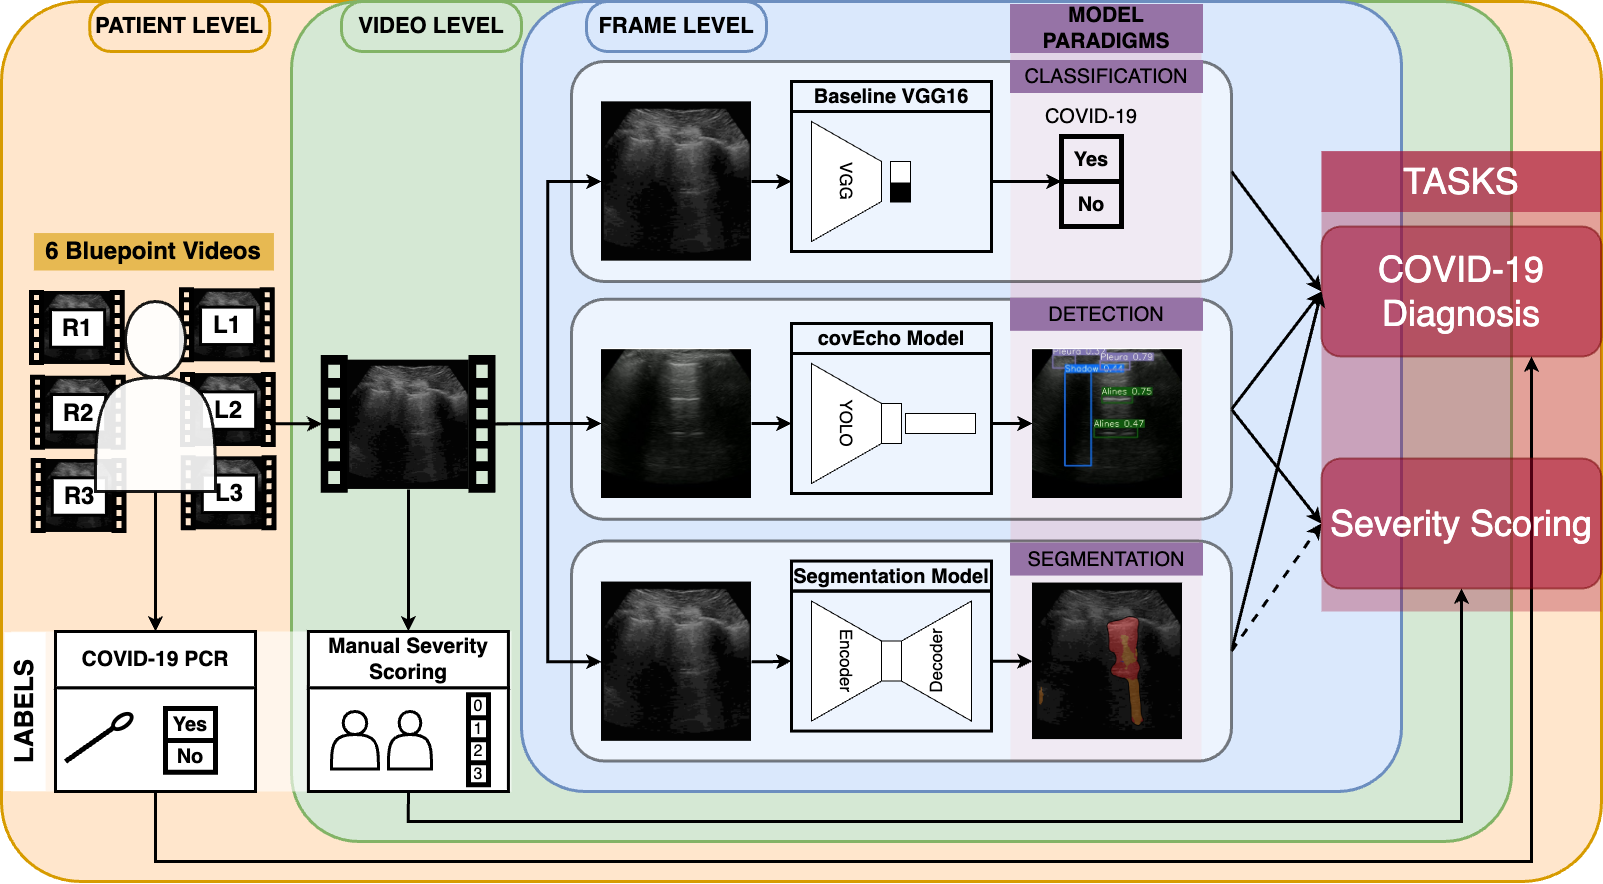 PATIENT LEVEL
VIDEO LEVEL
FRAME LEVEL
MODEL
PARADIGMS
CLASSIFICATION
Baseline VGG16
VGG
COVID-19
Yes
No
TASKS
COVID-19
Diagnosis
Severity Scoring
6 Bluepoint Videos
R1
L1
R2
L2
R3
L3
DETECTION
covEcho Model
YOLO
Pleura 0.37
Pleura 0.79
Shadow 0.44
Alines 0.75
Alines 0.47
SEGMENTATION
Segmentation Model
Encoder
Decoder
LABELS
COVID-19 PCR
Yes
No
Manual Severity
Scoring
0
1
2
3